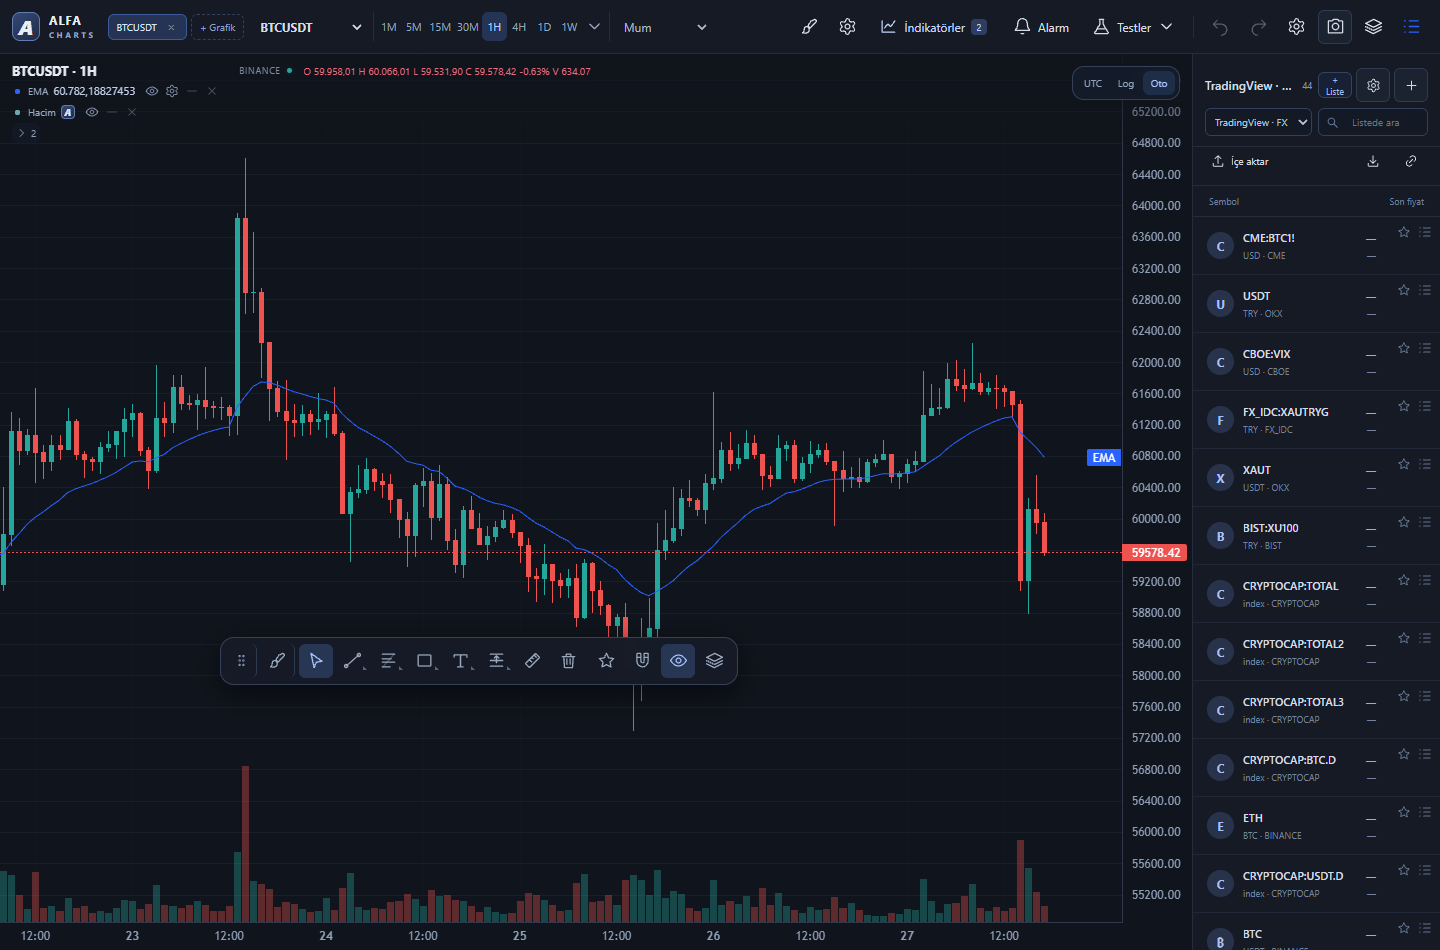 ALFA
CHARTS
BTCUSDT ×
+ Grafik
BTCUSDT
1M 5M 15M 30M 1H 4H 1D 1W
Mum
İndikatörler 2
Alarm
Testler
BTCUSDT · 1H
BINANCE
O 59.958,01 H 60.066,01 L 59.531,90 C 59.578,42 -0.63% V 634.07
EMA 60.782,18827453
Hacim A
2
UTC Log Oto
65200.00
64800.00
64400.00
64000.00
63600.00
63200.00
62800.00
62400.00
62000.00
61600.00
61200.00
60800.00
EMA
60400.00
60000.00
59578.42
59200.00
58800.00
58400.00
58000.00
57600.00
57200.00
56800.00
56400.00
56000.00
55600.00
55200.00
12:00 23 12:00 24 12:00 25 12:00 26 12:00 27 12:00
TradingView · ... 44
+ Liste
TradingView · FX
Listede ara
İçe aktar
Sembol Son fiyat
C CME:BTC1! —
USD · CME —
U USDT —
TRY · OKX —
C CBOE:VIX —
USD · CBOE —
F FX_IDC:XAUTRYG —
TRY · FX_IDC —
X XAUT —
USDT · OKX —
B BIST:XU100 —
TRY · BIST —
C CRYPTOCAP:TOTAL —
index · CRYPTOCAP —
C CRYPTOCAP:TOTAL2 —
index · CRYPTOCAP —
C CRYPTOCAP:TOTAL3 —
index · CRYPTOCAP —
C CRYPTOCAP:BTC.D —
index · CRYPTOCAP —
E ETH —
BTC · BINANCE —
C CRYPTOCAP:USDT.D —
index · CRYPTOCAP —
B BTC —
USDT · BINANCE —